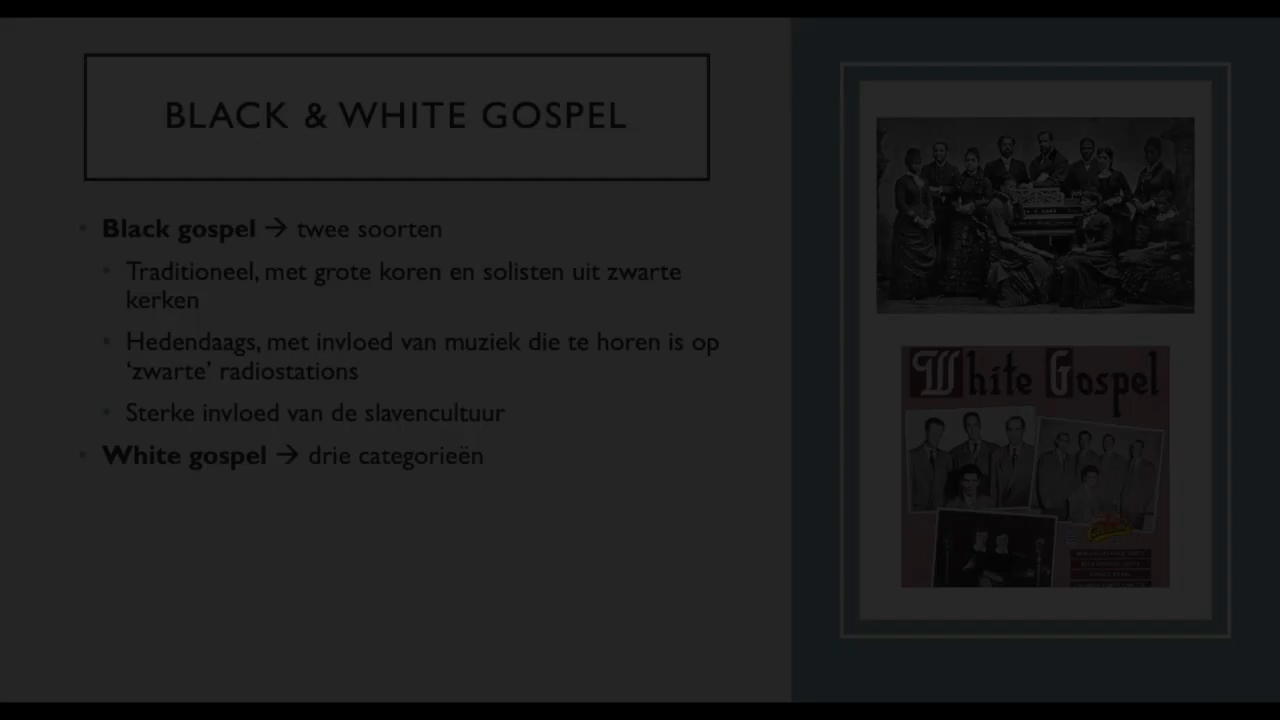 BLACK & WHITE GOSPEL
• Black gospel → twee soorten
• Traditioneel, met grote koren en solisten uit zwarte
kerken
• Hedendaags, met invloed van muziek die te horen is op
‘zwarte’ radiostations
• Sterke invloed van de slavencultuur
• White gospel → drie categorieën
White Gospel